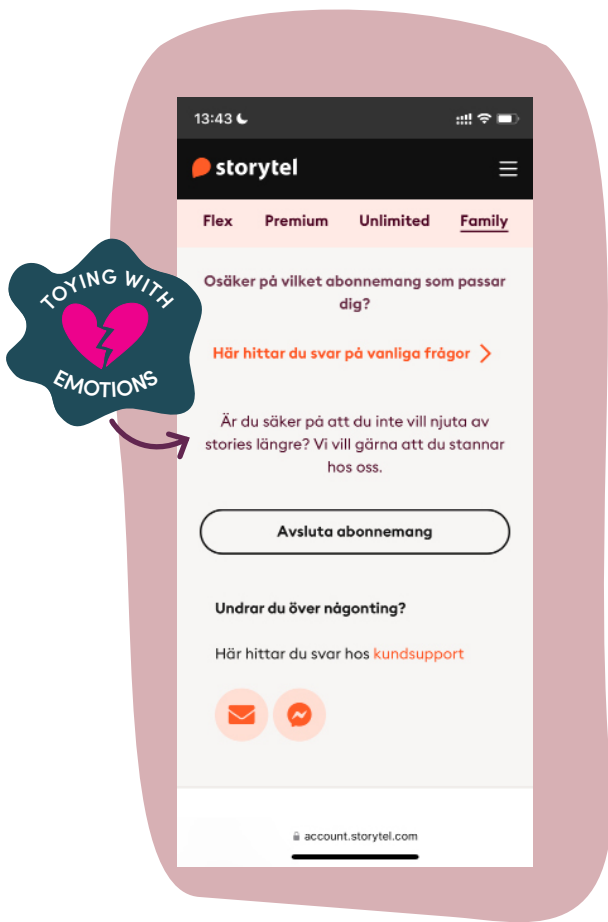 13:43
storytel
Flex Premium Unlimited Family
Osäker på vilket abonnemang som passar
dig?
Här hittar du svar på vanliga frågor
TOYING WITH
EMOTIONS
Är du säker på att du inte vill njuta av
stories längre? Vi vill gärna att du stannar
hos oss.
Avsluta abonnemang
Undrar du över någonting?
Här hittar du svar hos kundsupport
account.storytel.com